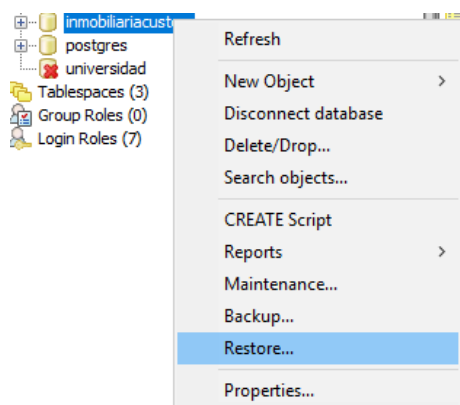 inmobiliariacusto
postgres
universidad
Tablespaces (3)
Group Roles (0)
Login Roles (7)
Refresh
New Object
Disconnect database
Delete/Drop...
Search objects...
CREATE Script
Reports
Maintenance...
Backup...
Restore...
Properties...